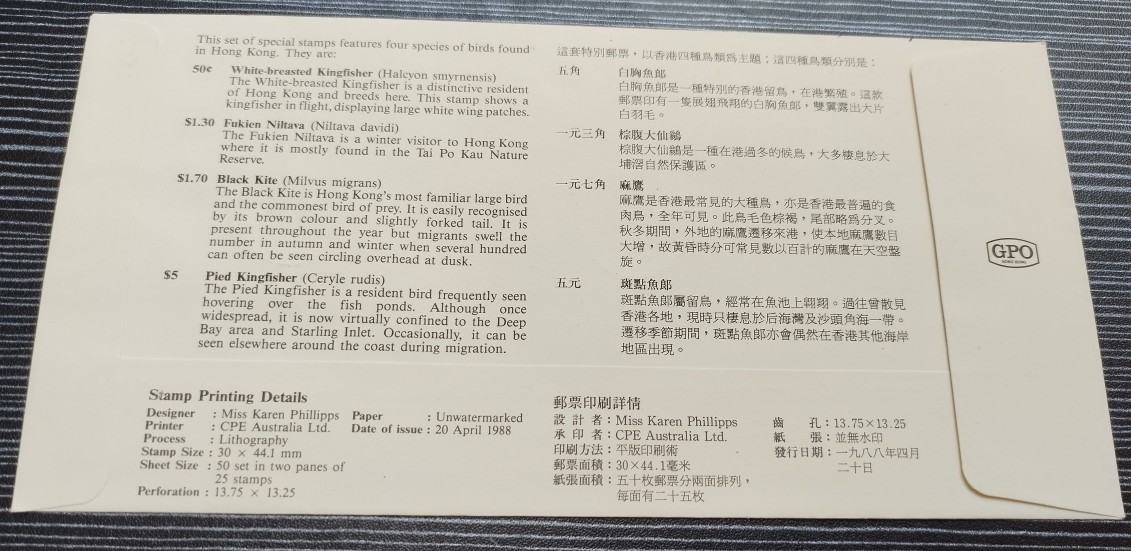 This set of special stamps features four species of birds found
in Hong Kong. They are:
50¢ White-breasted Kingfisher (Halcyon smyrnensis)
The White-breasted Kingfisher is a distinctive resident
of Hong Kong and breeds here. This stamp shows a
kingfisher in flight, displaying large white wing patches.
$1.30 Fukien Niltava (Niltava davidi)
The Fukien Niltava is a winter visitor to Hong Kong
where it is mostly found in the Tai Po Kau Nature
Reserve.
$1.70 Black Kite (Milvus migrans)
The Black Kite is Hong Kong's most familiar large bird
and the commonest bird of prey. It is easily recognised
by its brown colour and slightly forked tail. It is
present throughout the year but migrants swell the
number in autumn and winter when several hundred
can often be seen circling overhead at dusk.
$5 Pied Kingfisher (Ceryle rudis)
The Pied Kingfisher is a resident bird frequently seen
hovering over the fish ponds. Although once
widespread, it is now virtually confined to the Deep
Bay area and Starling Inlet. Occasionally, it can be
seen elsewhere around the coast during migration.
這套特別郵票，以香港四種鳥類爲主題；這四種鳥類分別是：
五角 白胸魚郎
白胸魚郎是一種特別的香港留鳥，在港繁殖。這款
郵票印有一隻展翅飛翔的白胸魚郎，雙翼露出大片
白羽毛。
一元三角 棕腹大仙鶲
棕腹大仙鶲是一種在港過冬的候鳥，大多棲息於大
埔滘自然保護區。
一元七角 麻鷹
麻鷹是香港最常見的大種鳥，亦是香港最普遍的食
肉鳥，全年可見。此鳥毛色棕褐，尾部略爲分叉。
秋冬期間，外地的麻鷹遷移來港，使本地麻鷹數目
大增，故黃昏時分可常見數以百計的麻鷹在天空盤
旋。
五元 斑點魚郎
斑點魚郎屬留鳥，經常在魚池上翱翔。過往曾散見
香港各地，現時只棲息於后海灣及沙頭角海一帶。
遷移季節期間，斑點魚郎亦會偶然在香港其他海岸
地區出現。
GPO
HONG KONG
Stamp Printing Details
Designer : Miss Karen Phillipps Paper : Unwatermarked
Printer : CPE Australia Ltd. Date of issue : 20 April 1988
Process : Lithography
Stamp Size : 30 × 44.1 mm
Sheet Size : 50 set in two panes of
25 stamps
Perforation : 13.75 × 13.25
郵票印刷詳情
設計者：Miss Karen Phillipps 齒孔：13.75×13.25
承印者：CPE Australia Ltd. 紙張：並無水印
印刷方法：平版印刷術 發行日期：一九八八年四月
郵票面積：30×44.1毫米 二十日
紙張面積：五十枚郵票分兩面排列，
每面有二十五枚